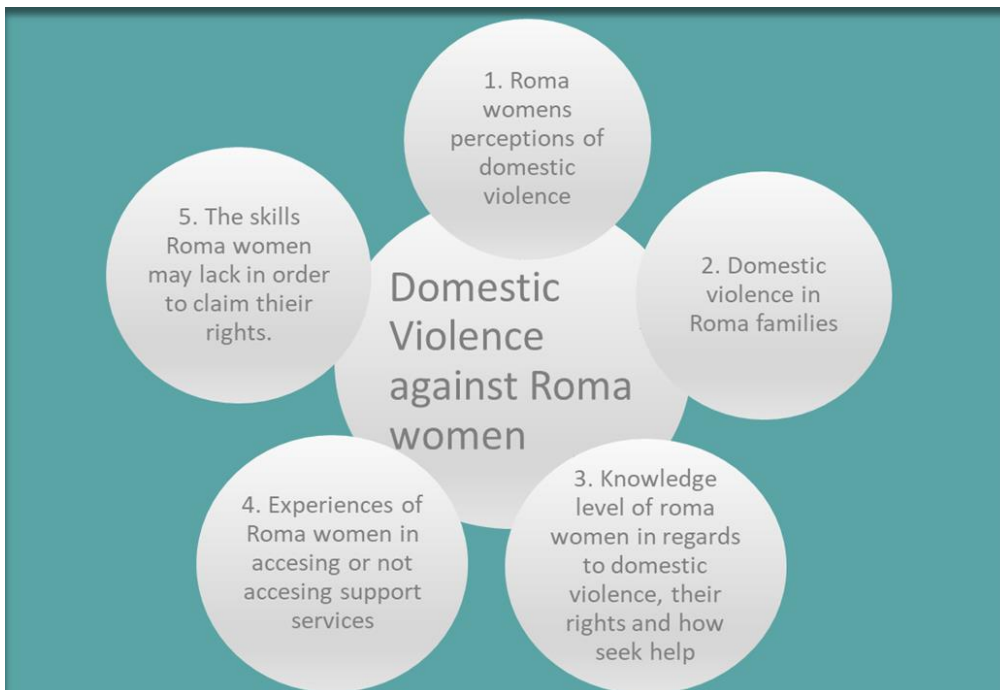 1. Roma
womens
perceptions of
domestic
violence
2. Domestic
violence in
Roma families
3. Knowledge
level of roma
women in regards
to domestic
violence, their
rights and how
seek help
4. Experiences of
Roma women in
accesing or not
accesing support
services
5. The skills
Roma women
may lack in order
to claim thieir
rights.
Domestic
Violence
against Roma
women